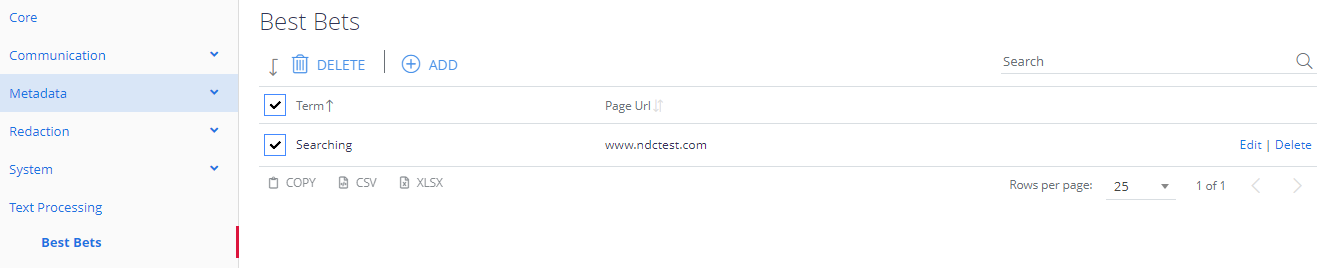 Core
Communication
Metadata
Redaction
System
Text Processing
Best Bets
Best Bets
DELETE | ADD
Search
Term Page Url
Searching www.ndctest.com Edit | Delete
COPY CSV XLSX
Rows per page: 25 1 of 1